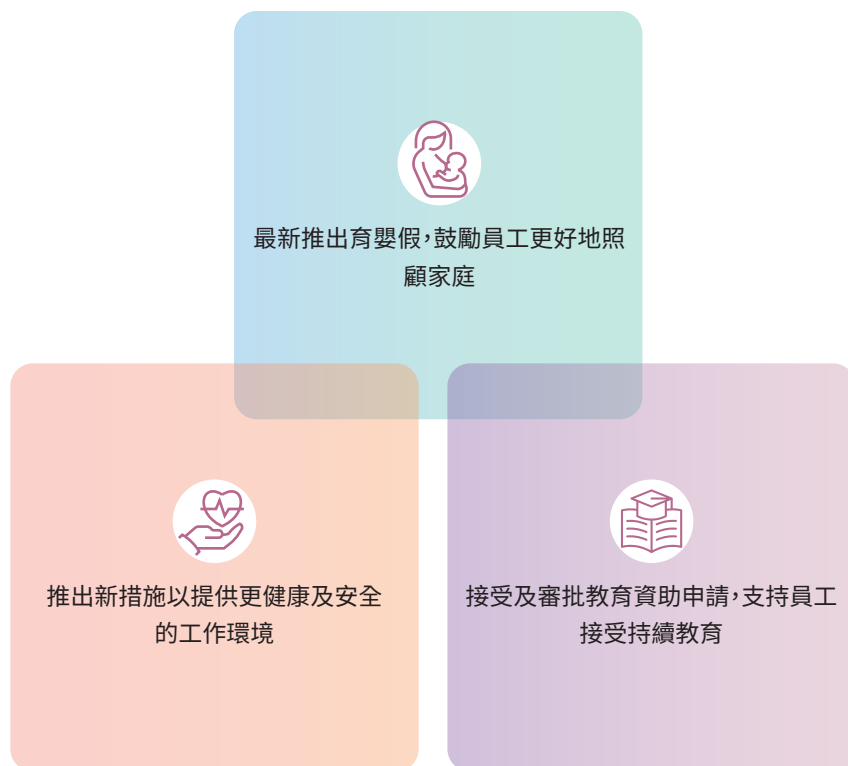 最新推出育嬰假，鼓勵員工更好地照
顧家庭
推出新措施以提供更健康及安全
的工作環境
接受及審批教育資助申請，支持員工
接受持續教育